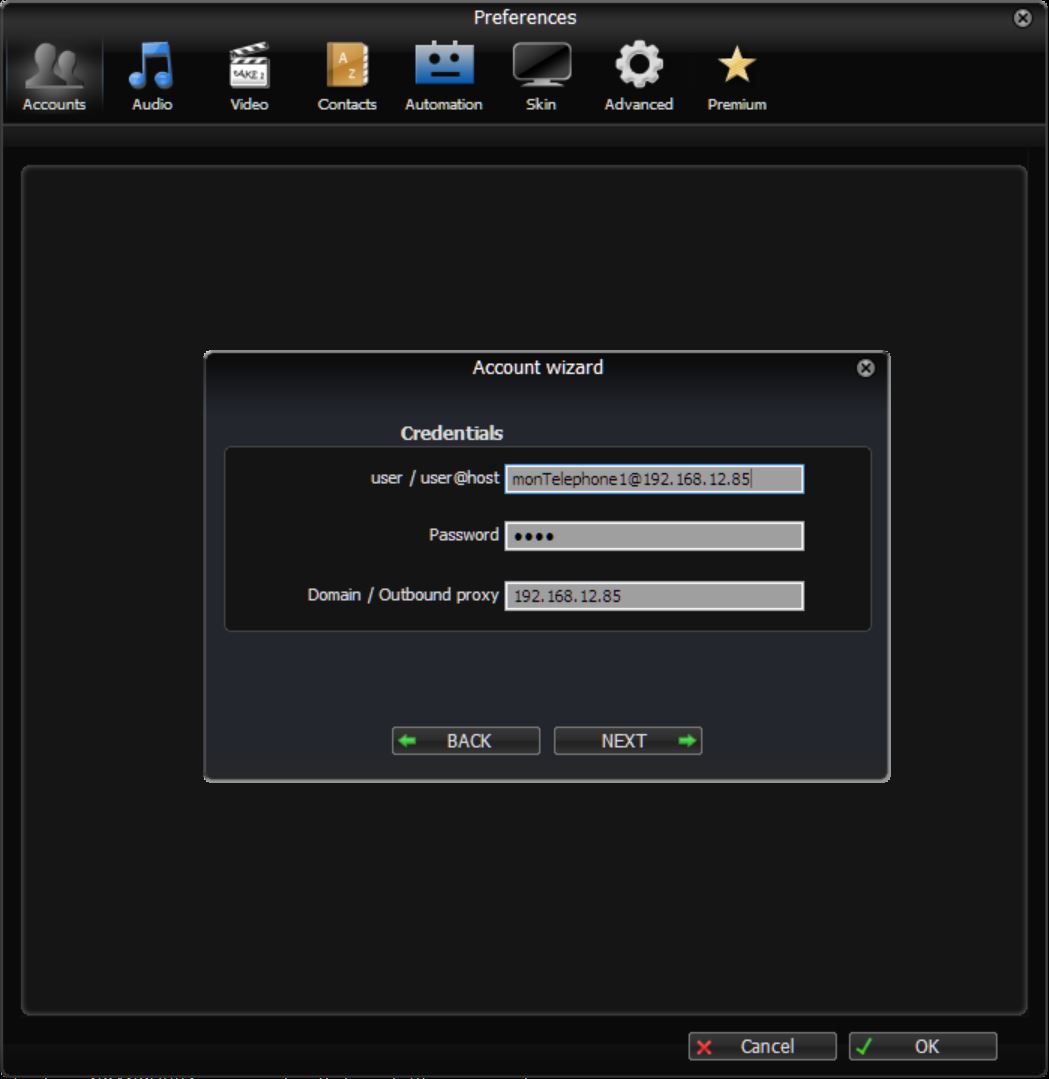 Preferences
Accounts Audio Video Contacts Automation Skin Advanced Premium
Account wizard
Credentials
user / user@host monTelephone1@192.168.12.85
Password ••••
Domain / Outbound proxy 192.168.12.85
BACK NEXT
Cancel OK